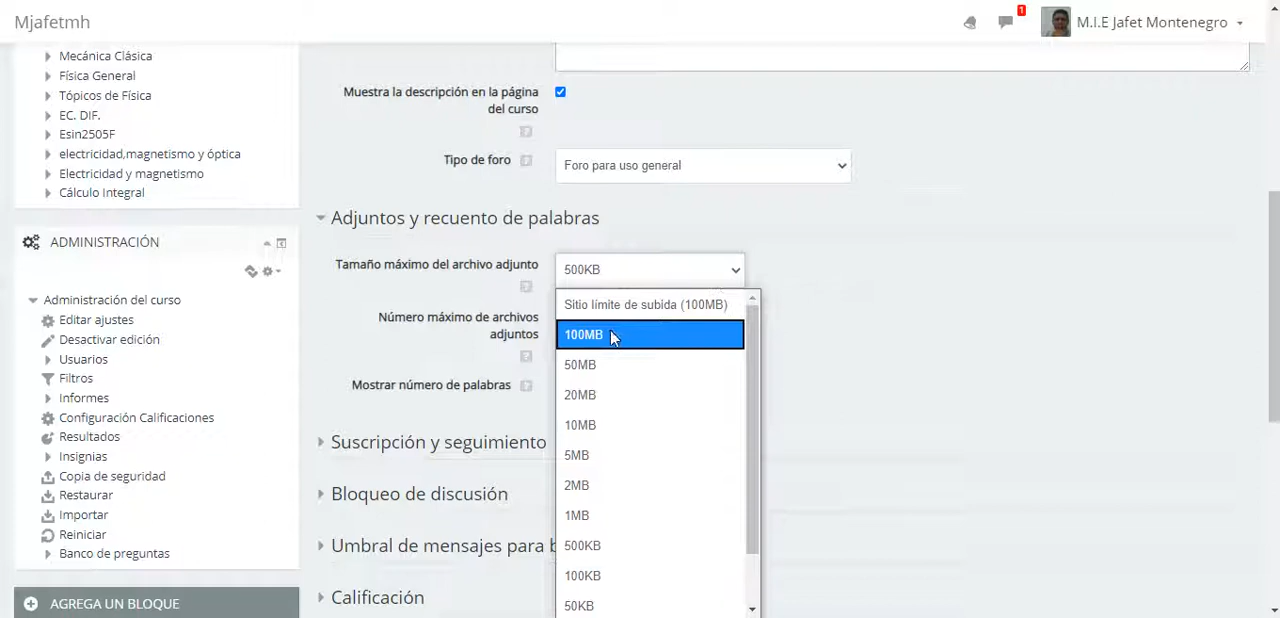 Mjafetmh
1
M.I.E Jafet Montenegro
Mecánica Clásica
Física General
Tópicos de Física
EC. DIF.
Esin2505F
electricidad,magnetismo y óptica
Electricidad y magnetismo
Cálculo Integral
ADMINISTRACIÓN
Administración del curso
Editar ajustes
Desactivar edición
Usuarios
Filtros
Informes
Configuración Calificaciones
Resultados
Insignias
Copia de seguridad
Restaurar
Importar
Reiniciar
Banco de preguntas
AGREGA UN BLOQUE
Muestra la descripción en la página
del curso
Tipo de foro
Foro para uso general
Adjuntos y recuento de palabras
Tamaño máximo del archivo adjunto
500KB
Sitio límite de subida (100MB)
100MB
50MB
20MB
10MB
5MB
2MB
1MB
500KB
100KB
50KB
Número máximo de archivos
adjuntos
Mostrar número de palabras
Suscripción y seguimiento
Bloqueo de discusión
Umbral de mensajes para b
Calificación